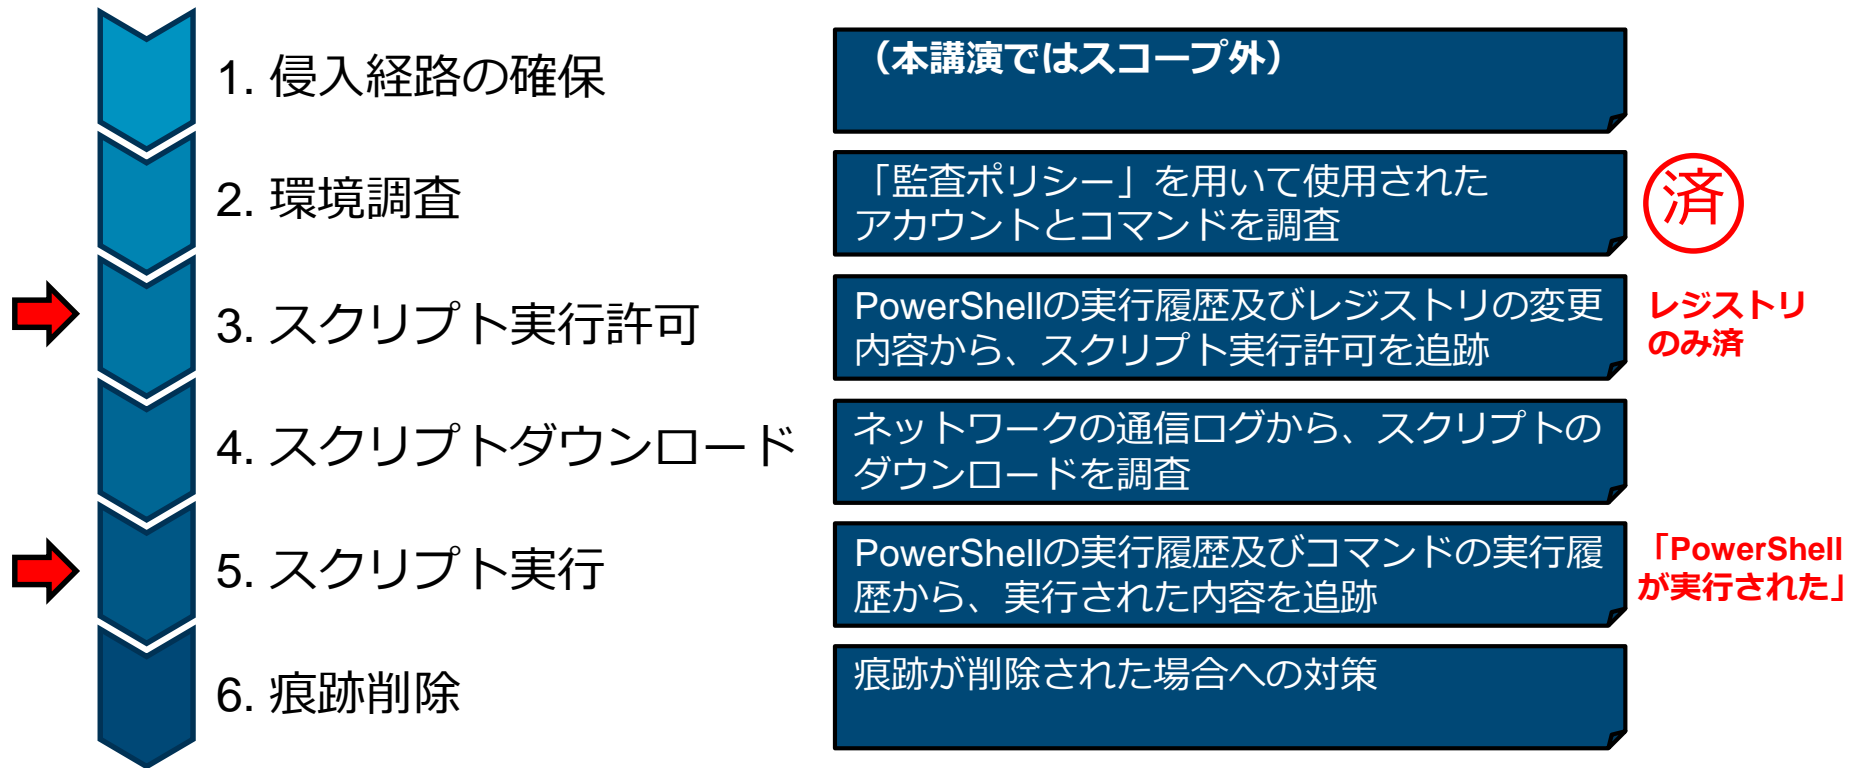 1. 侵入経路の確保
（本講演ではスコープ外）
2. 環境調査
「監査ポリシー」を用いて使用された
アカウントとコマンドを調査
済
3. スクリプト実行許可
PowerShellの実行履歴及びレジストリの変更
内容から、スクリプト実行許可を追跡
レジストリ
のみ済
4. スクリプトダウンロード
ネットワークの通信ログから、スクリプトの
ダウンロードを調査
5. スクリプト実行
PowerShellの実行履歴及びコマンドの実行履
歴から、実行された内容を追跡
「PowerShell
が実行された」
6. 痕跡削除
痕跡が削除された場合への対策